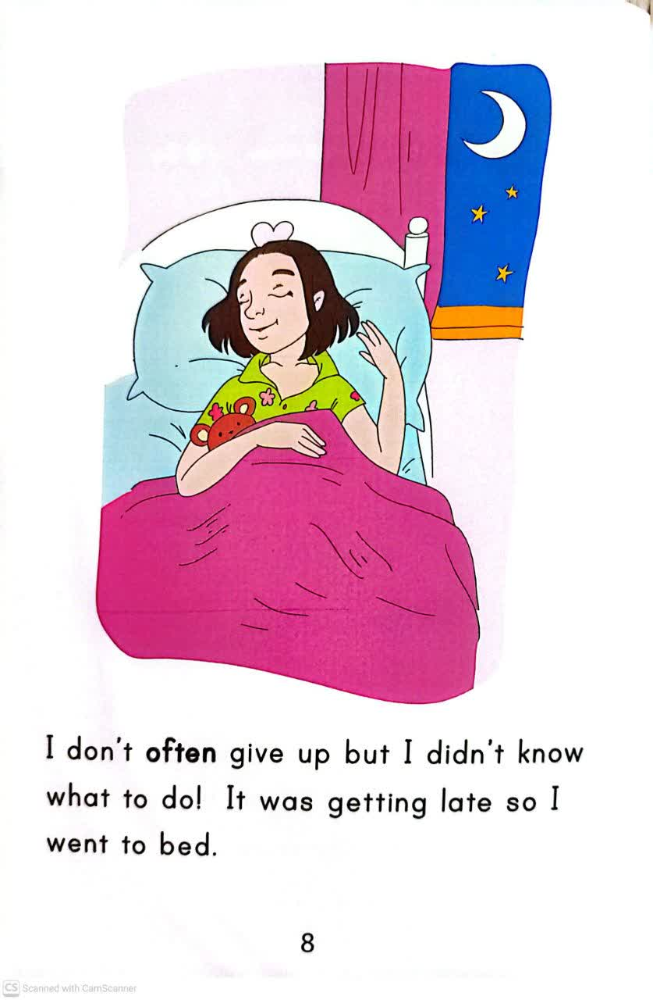 I don't often give up but I didn't know
what to do! It was getting late so I
went to bed.
8
CS Scanned with CamScanner